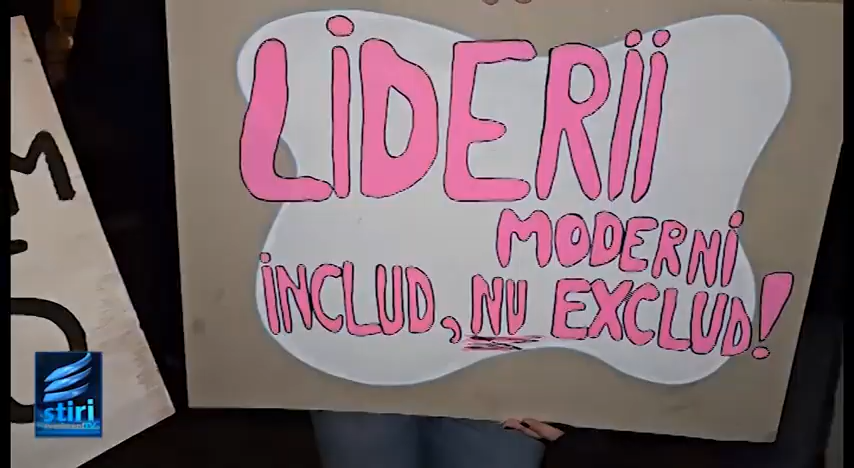 LIDERII
MODERNI
INCLUD, NU EXCLUD!
M
stiri